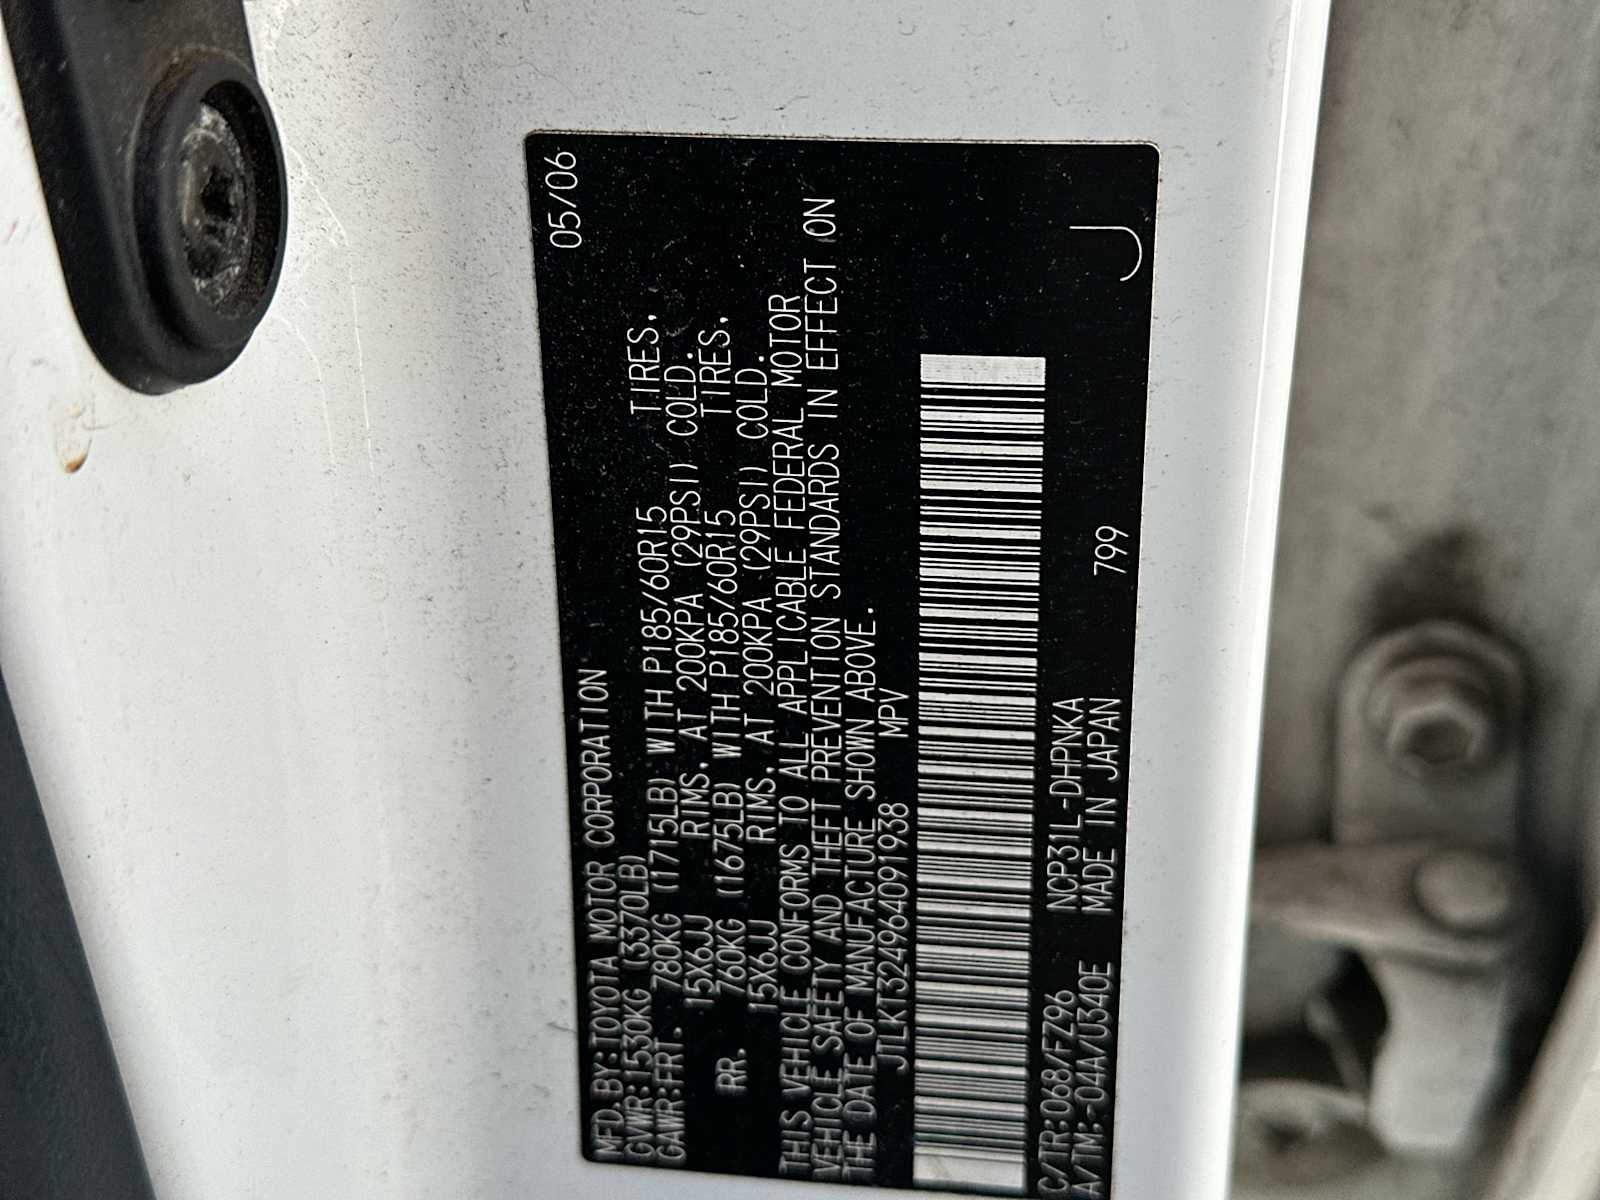 MFD.BY:TOYOTA MOTOR CORPORATION 05/06
GVWR:1530KG (3370LB)
GAWR:FRT. 780KG (1715LB) WITH P185/60R15 TIRES,
15X6JJ RIMS, AT 200KPA (29PSI) COLD.
RR. 760KG (1675LB) WITH P185/60R15 TIRES,
15X6JJ RIMS, AT 200KPA (29PSI) COLD.
THIS VEHICLE CONFORMS TO ALL APPLICABLE FEDERAL MOTOR
VEHICLE SAFETY AND THEFT PREVENTION STANDARDS IN EFFECT ON
THE DATE OF MANUFACTURE SHOWN ABOVE.
JTLKT324964091938 MPV
C/TR:068/FZ96 NCP31L-DHPNKA
A/TM:-04A/U340E MADE IN JAPAN 799 J